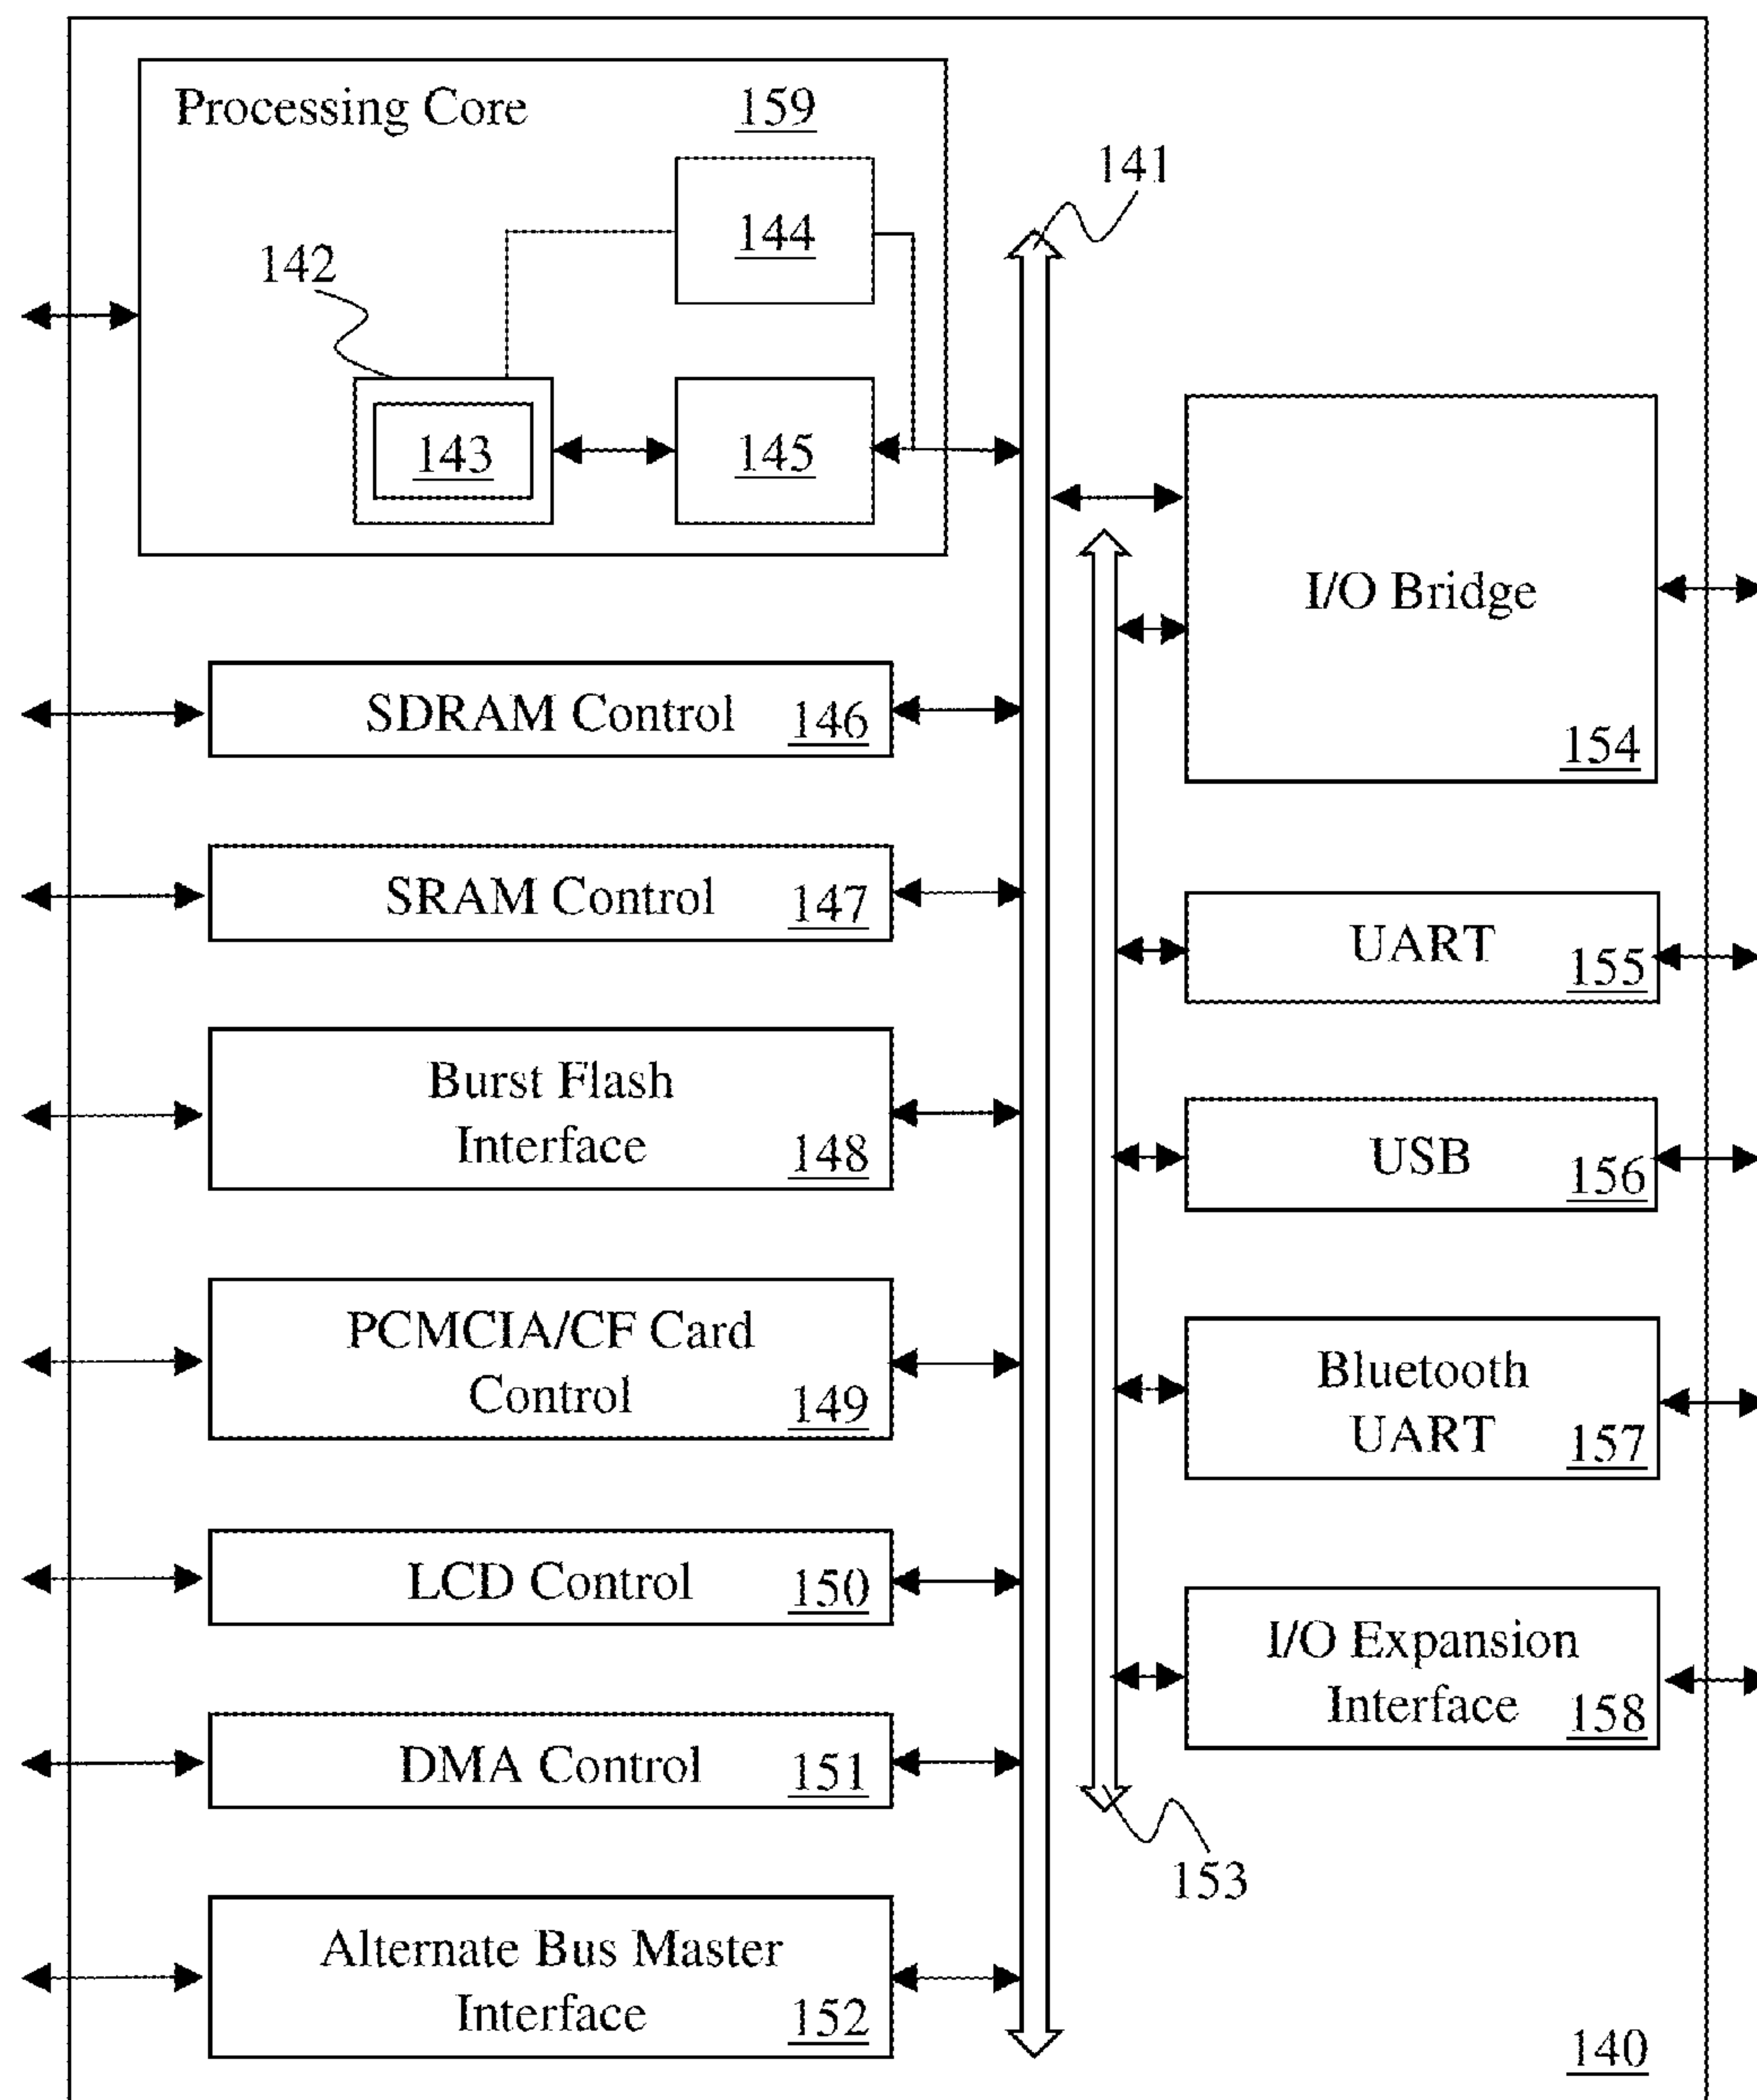 Processing Core 159
144
142
143
145
141
SDRAM Control 146
SRAM Control 147
Burst Flash
Interface 148
PCMCIA/CF Card
Control 149
LCD Control 150
DMA Control 151
Alternate Bus Master
Interface 152
I/O Bridge
154
UART 155
USB 156
Bluetooth
UART 157
I/O Expansion
Interface 158
153
140